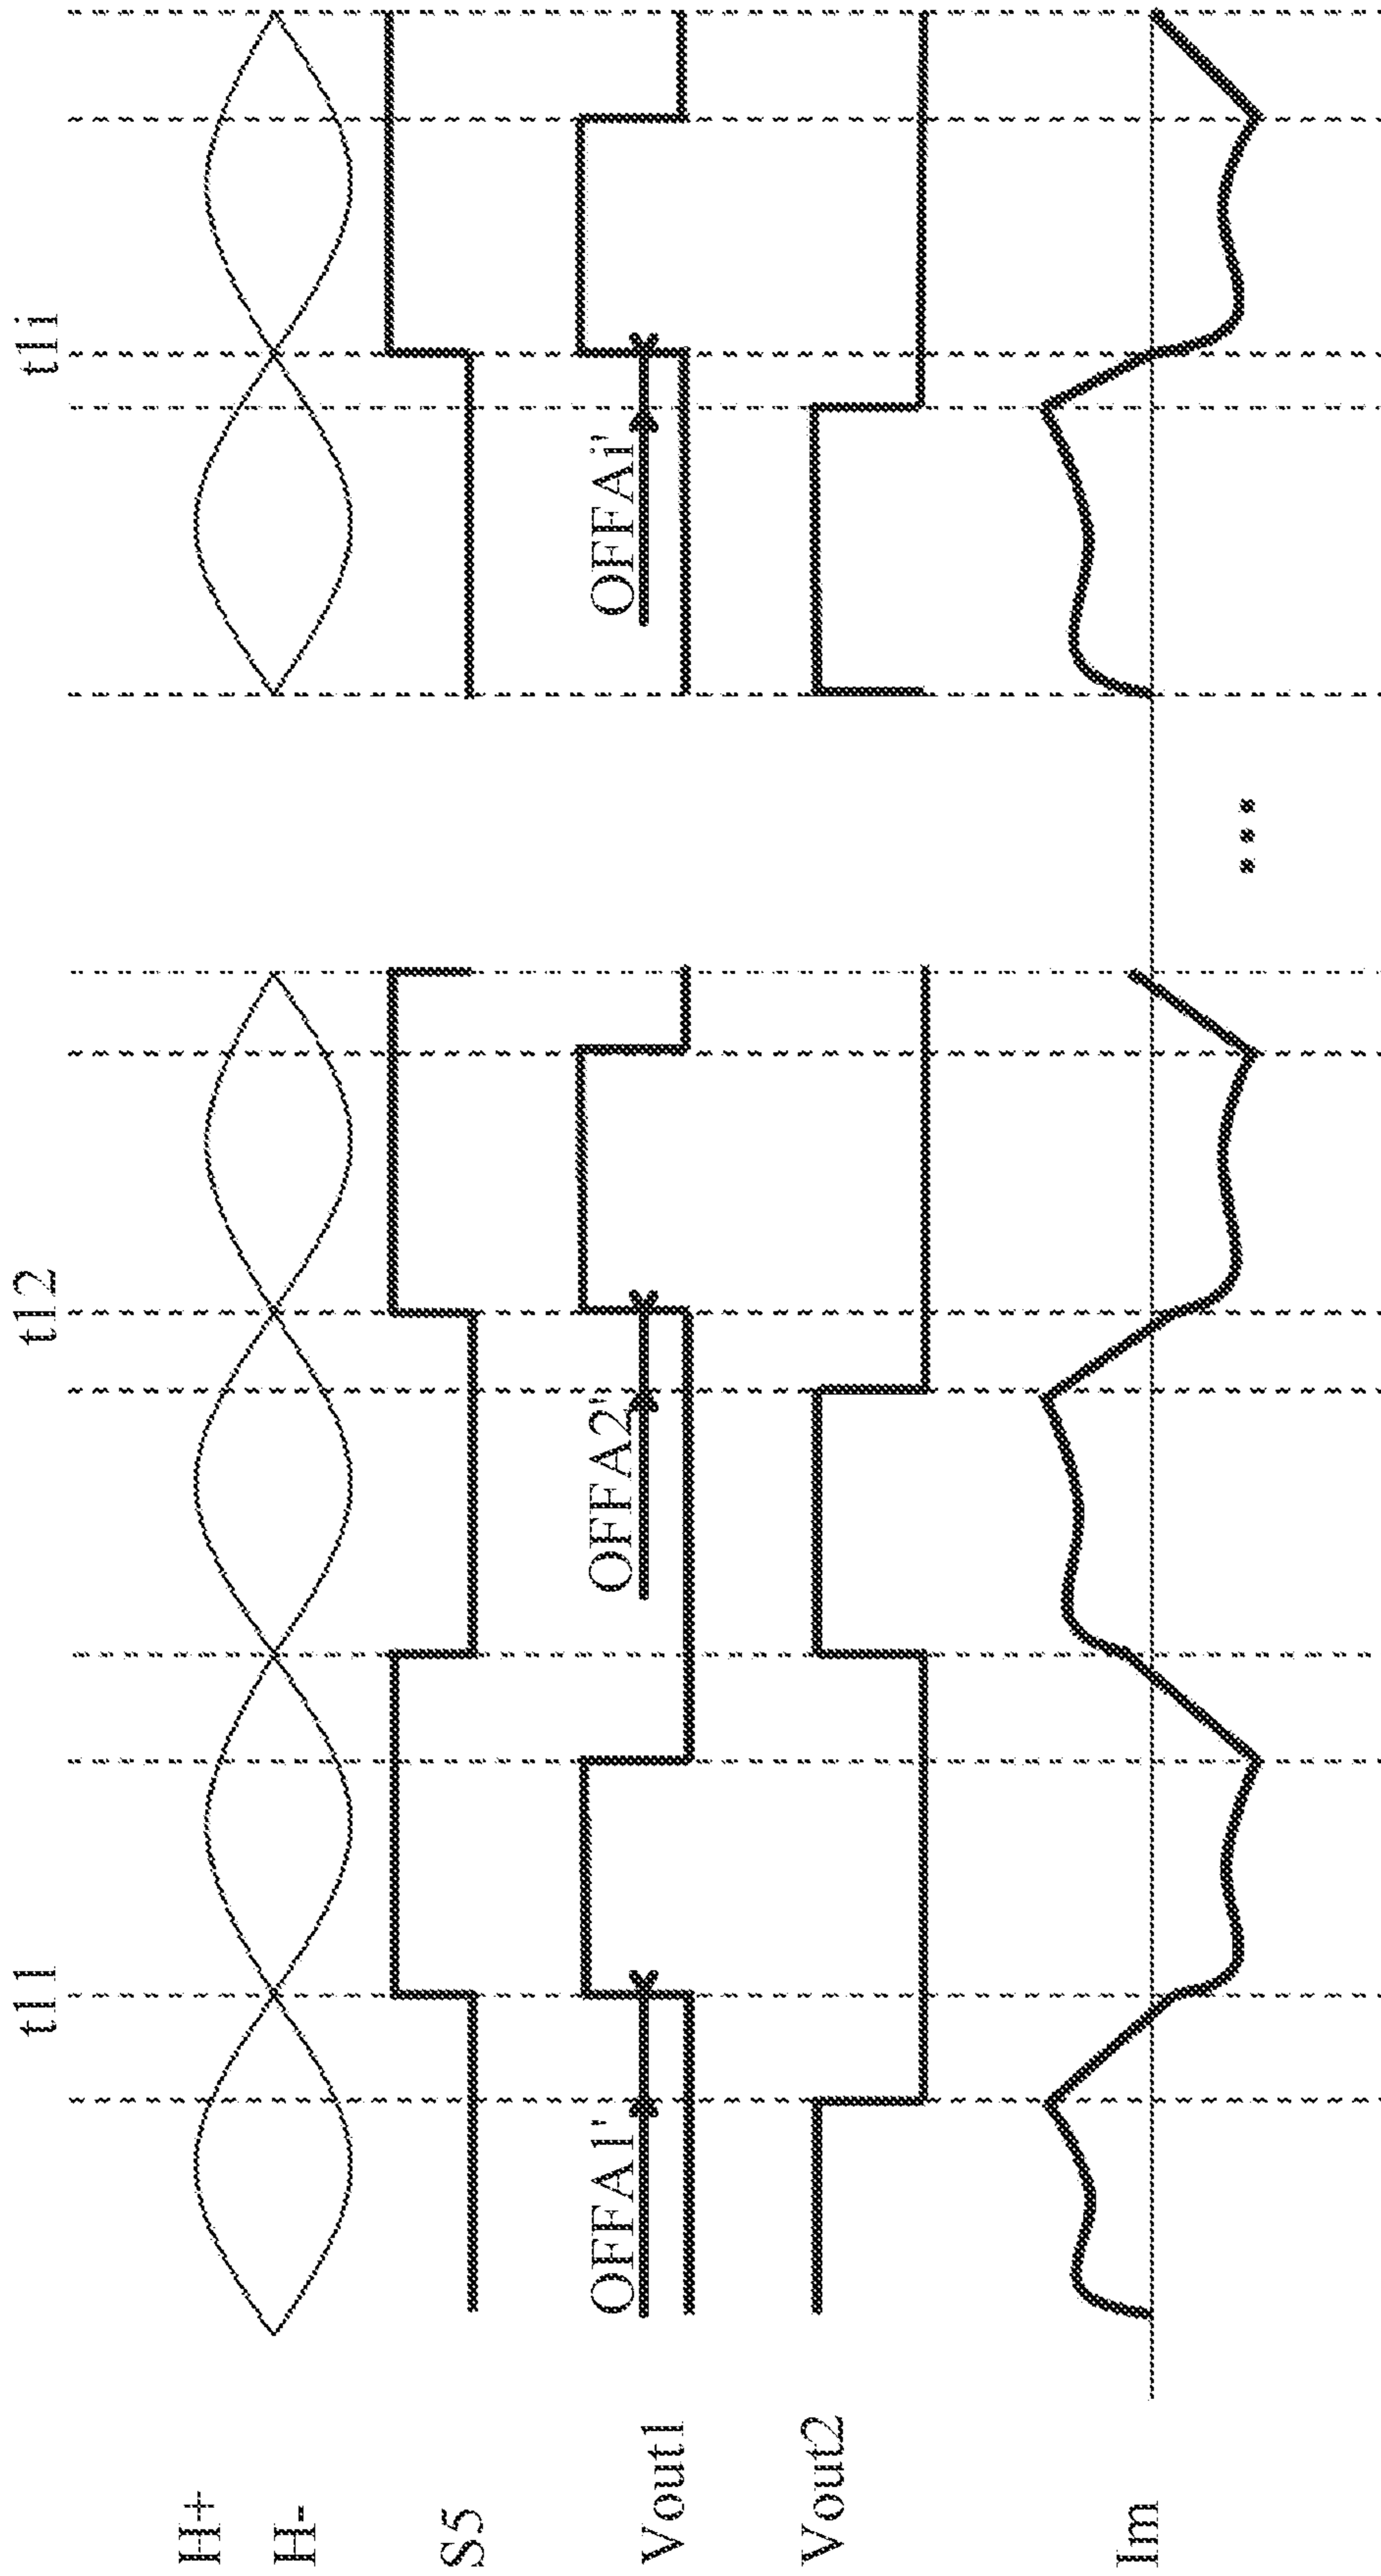 t11 t12 t1i
H+
H-
S5
Vout1
OFFA1' OFFA2' OFFAi'
Vout2
Im
...